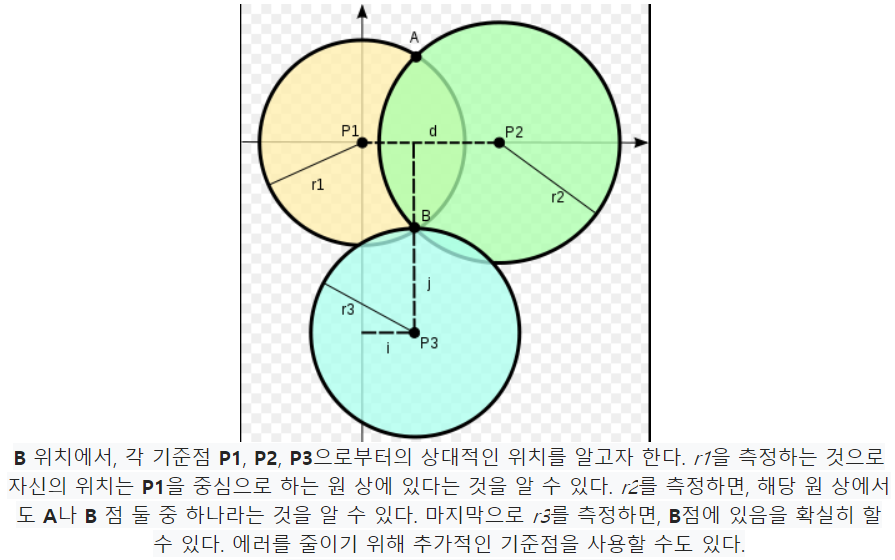 A
P1
d
P2
r1
r2
B
j
r3
i
P3
B 위치에서, 각 기준점 P1, P2, P3으로부터의 상대적인 위치를 알고자 한다. r1을 측정하는 것으로
자신의 위치는 P1을 중심으로 하는 원 상에 있다는 것을 알 수 있다. r2를 측정하면, 해당 원 상에서
도 A나 B 점 둘 중 하나라는 것을 알 수 있다. 마지막으로 r3를 측정하면, B점에 있음을 확실히 할
수 있다. 에러를 줄이기 위해 추가적인 기준점을 사용할 수도 있다.